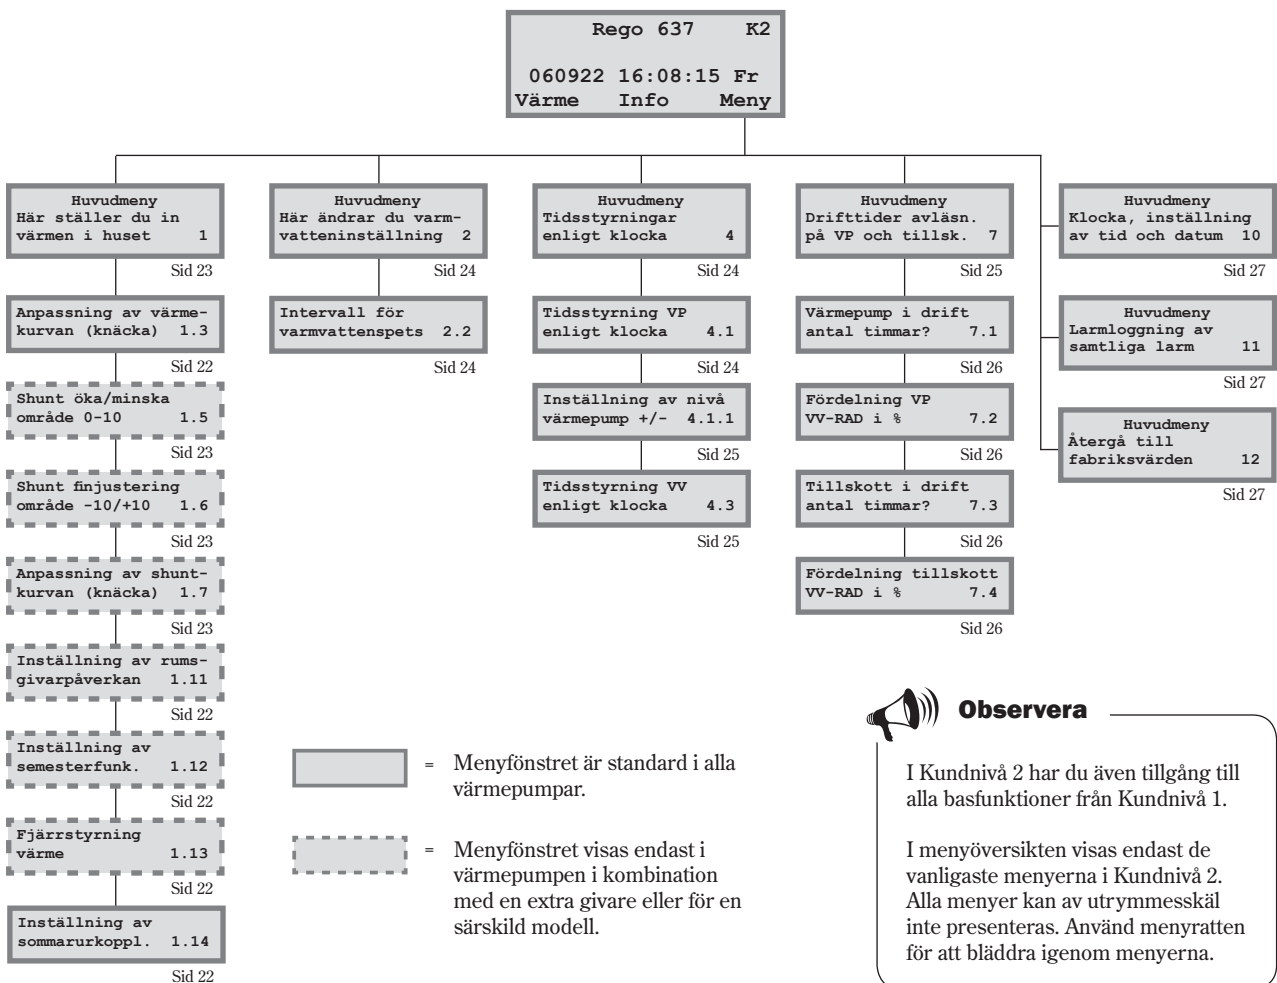 Rego 637 K2
060922 16:08:15 Fr
Värme Info Meny
Huvudmeny
Här ställer du in
värmen i huset 1
Sid 23
Anpassning av värme-
kurvan (knäcka) 1.3
Sid 22
Shunt öka/minska
område 0-10 1.5
Sid 23
Shunt finjustering
område -10/+10 1.6
Sid 23
Anpassning av shunt-
kurvan (knäcka) 1.7
Sid 23
Inställning av rums-
givarpåverkan 1.11
Sid 22
Inställning av
semesterfunk. 1.12
Sid 22
Fjärrstyrning
värme 1.13
Sid 22
Inställning av
sommarurkoppl. 1.14
Sid 22
Huvudmeny
Här ändrar du varm-
vatteninställning 2
Sid 24
Intervall för
varmvattenspets 2.2
Sid 24
Huvudmeny
Tidsstyrningar
enligt klocka 4
Sid 24
Tidsstyrning VP
enligt klocka 4.1
Sid 24
Inställning av nivå
värmepump +/- 4.1.1
Sid 25
Tidsstyrning VV
enligt klocka 4.3
Sid 25
Huvudmeny
Drifttider avläsn.
på VP och tillsk. 7
Sid 25
Värmepump i drift
antal timmar? 7.1
Sid 26
Fördelning VP
VV-RAD i % 7.2
Sid 26
Tillskott i drift
antal timmar? 7.3
Sid 26
Fördelning tillskott
VV-RAD i % 7.4
Sid 26
Huvudmeny
Klocka, inställning
av tid och datum 10
Sid 27
Huvudmeny
Larmloggning av
samtliga larm 11
Sid 27
Huvudmeny
Återgå till
fabriksvärden 12
Sid 27
= Menyfönstret är standard i alla
värmepumpar.
= Menyfönstret visas endast i
värmepumpen i kombination
med en extra givare eller för en
särskild modell.
Observera
I Kundnivå 2 har du även tillgång till
alla basfunktioner från Kundnivå 1.
I menyöversikten visas endast de
vanligaste menyerna i Kundnivå 2.
Alla menyer kan av utrymmesskäl
inte presenteras. Använd menyratten
för att bläddra igenom menyerna.